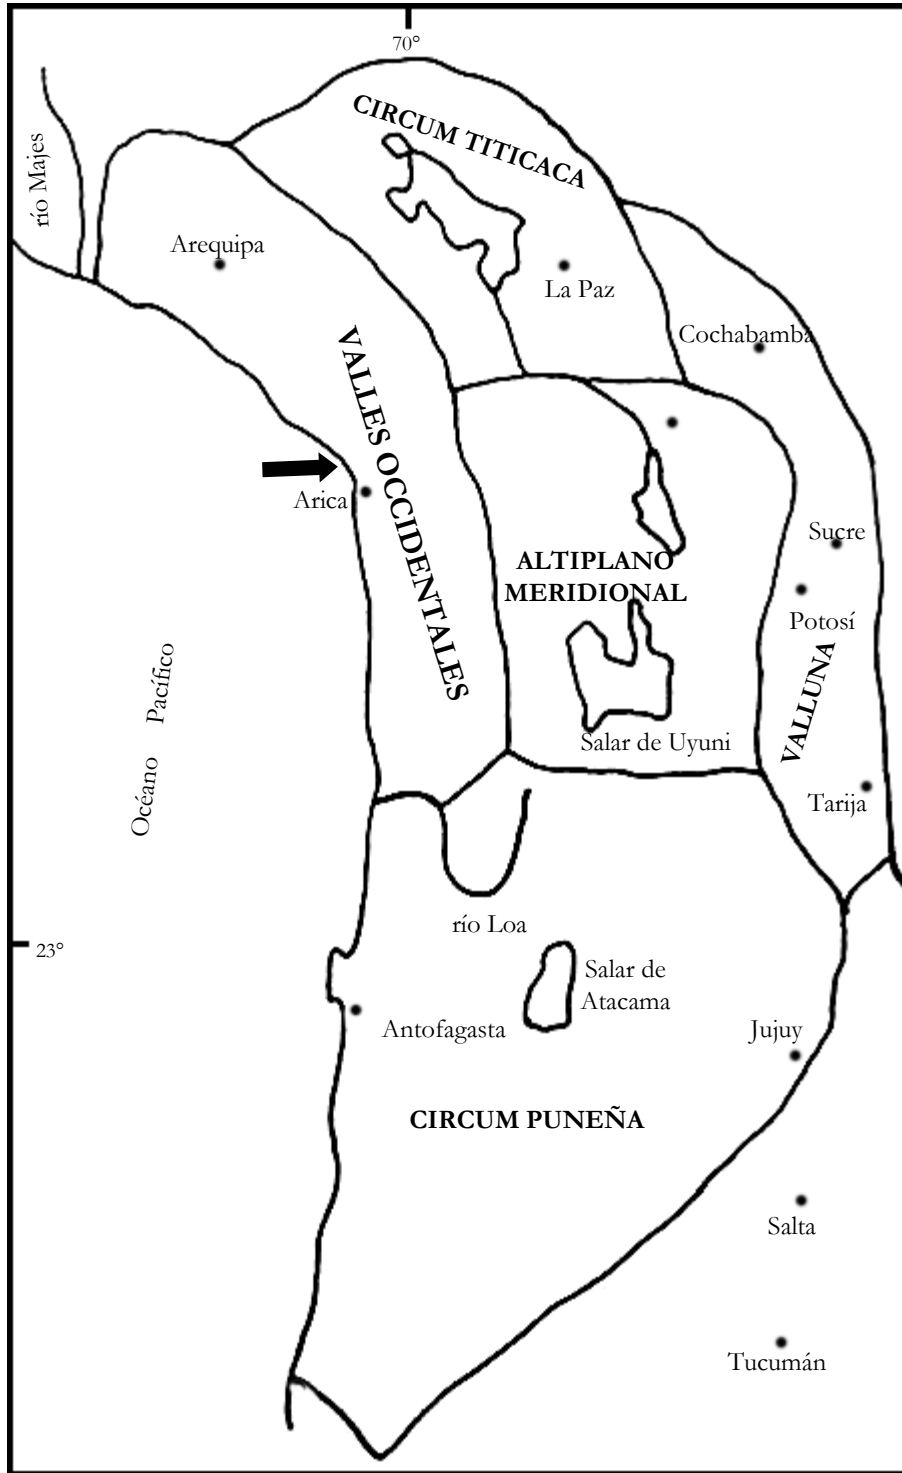 70°
CIRCUM TITICACA
río Majes
Arequipa
La Paz
Cochabamba
VALLES OCCIDENTALES
Arica
Sucre
ALTIPLANO
MERIDIONAL
Potosí
VALLUNA
Océano Pacífico
Salar de Uyuni
Tarija
río Loa
23°
Salar de
Atacama
Antofagasta
Jujuy
CIRCUM PUNEÑA
Salta
Tucumán